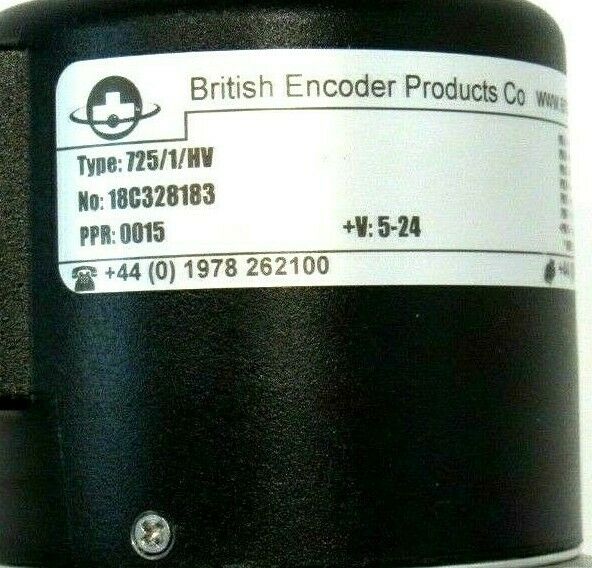 British Encoder Products Co
Type: 725/1/HV
No: 18C328183
PPR: 0015 +V: 5-24
☎ +44 (0) 1978 262100